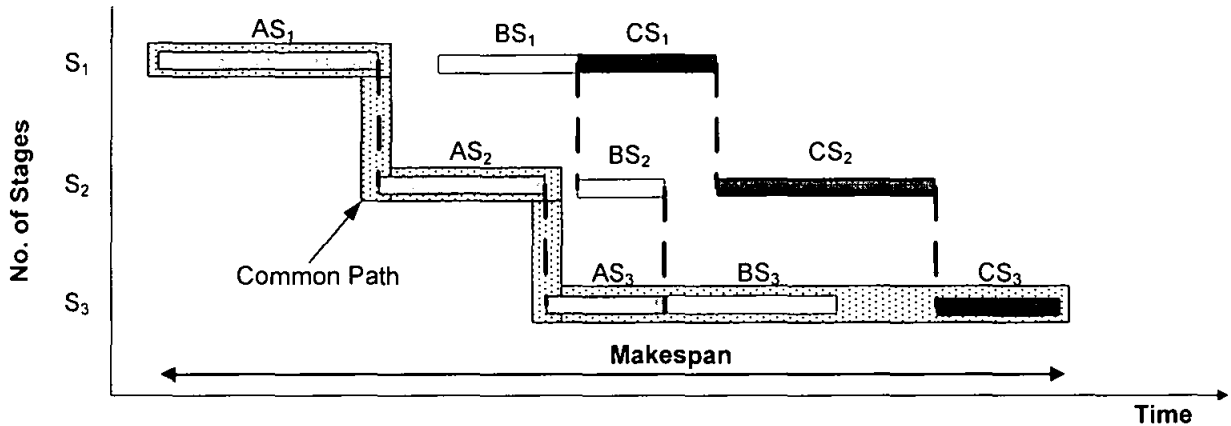 AS₁ BS₁ CS₁
S₁
AS₂ BS₂ CS₂
S₂
No. of Stages
Common Path
AS₃ BS₃ CS₃
S₃
Makespan
Time